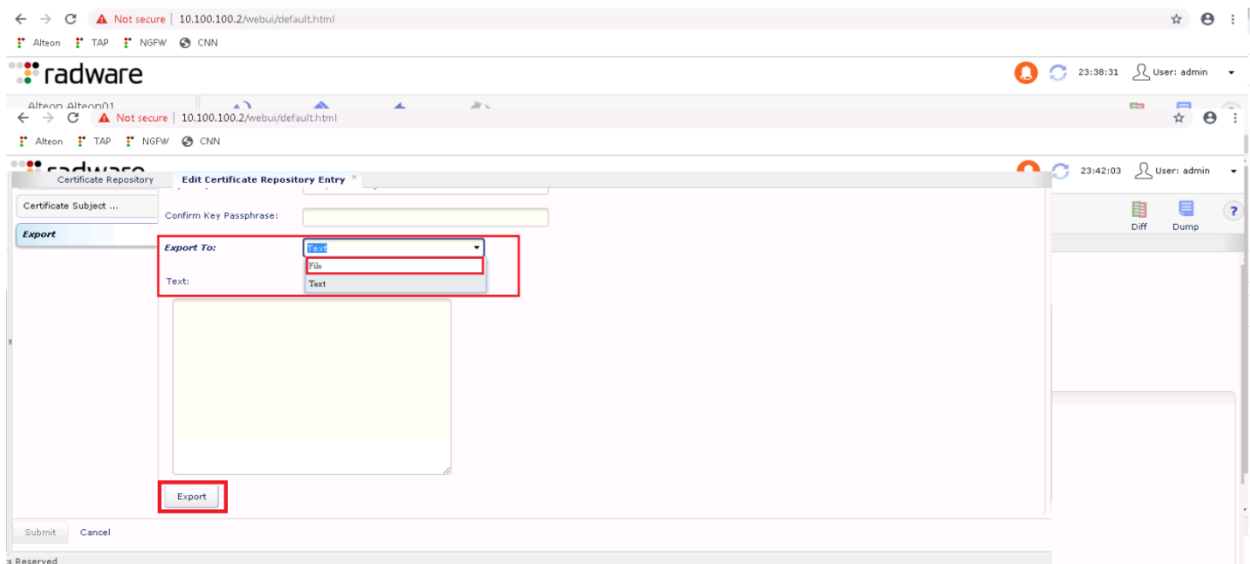 Not secure | 10.100.100.2/webui/default.html
Alteon TAP NGFW CNN
radware 23:38:31 User: admin
Alteon Alteon01
Not secure | 10.100.100.2/webui/default.html
Alteon TAP NGFW CNN
radware 23:42:03 User: admin
Certificate Repository Edit Certificate Repository Entry ×
Certificate Subject ...
Confirm Key Passphrase:
Diff Dump ?
Export
Export To: Text
File
Text: Text
Export
Submit Cancel
s Reserved